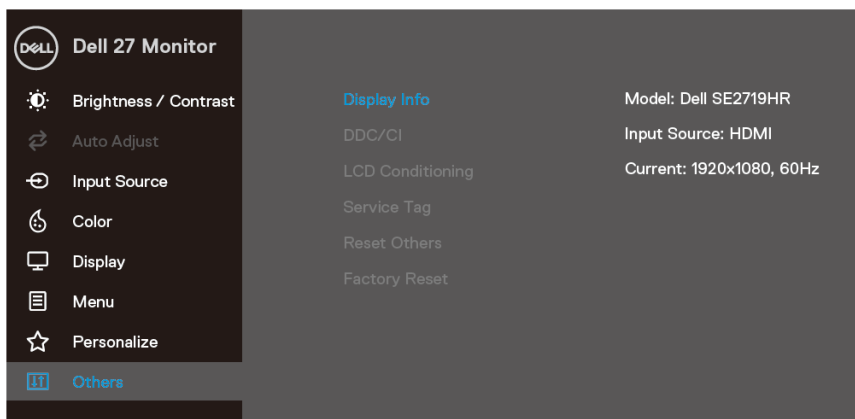 DELL Dell 27 Monitor
Brightness / Contrast
Auto Adjust
Input Source
Color
Display
Menu
Personalize
Others
Display Info
DDC/CI
LCD Conditioning
Service Tag
Reset Others
Factory Reset
Model: Dell SE2719HR
Input Source: HDMI
Current: 1920x1080, 60Hz